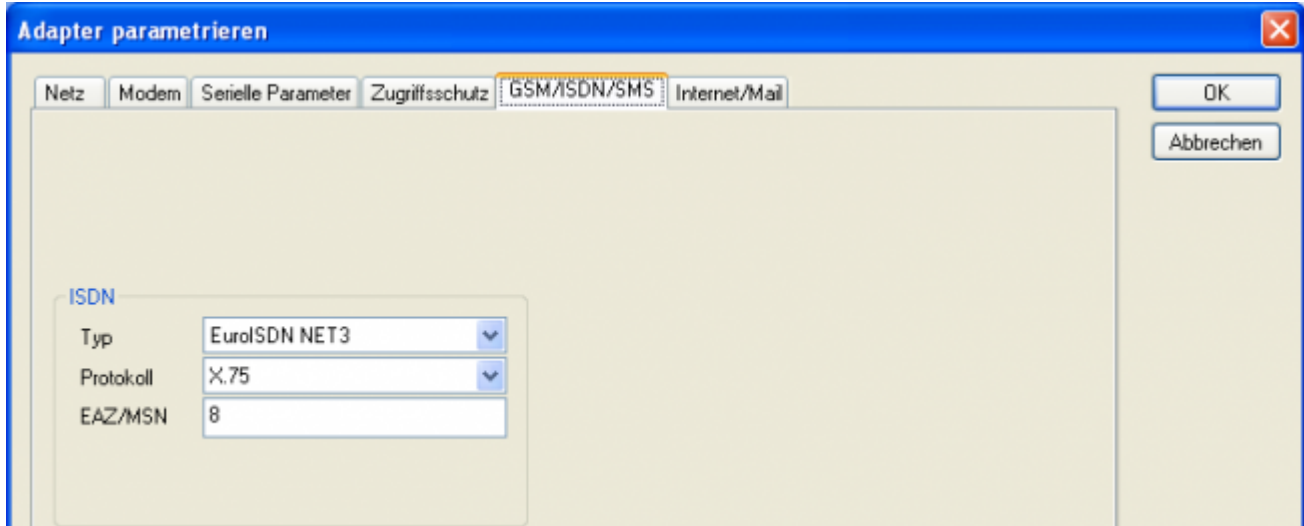 Adapter parametrieren
Netz Modem Serielle Parameter Zugriffsschutz GSM/ISDN/SMS Internet/Mail
OK
Abbrechen
ISDN
Typ EuroISDN NET3
Protokoll X.75
EAZ/MSN 8